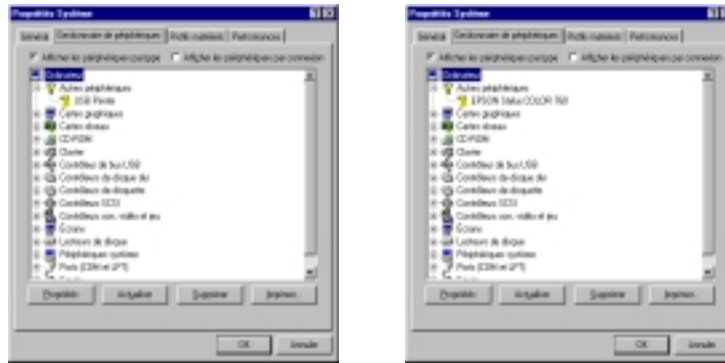 Propriétés Système
Général Gestionnaire de périphériques Profils matériels Performances
Afficher les périphériques par type Afficher les périphériques par connexion
Ordinateur
Autres périphériques
USB Printer
Cartes graphiques
Cartes réseau
CD-ROM
Clavier
Contrôleur de bus USB
Contrôleurs de disque dur
Contrôleurs de disquette
Contrôleurs SCSI
Contrôleurs son, vidéo et jeu
Écrans
Lecteurs de disque
Périphériques système
Ports (COM et LPT)
Propriétés Actualiser Supprimer Imprimer...
OK Annuler
Propriétés Système
Général Gestionnaire de périphériques Profils matériels Performances
Afficher les périphériques par type Afficher les périphériques par connexion
Ordinateur
Autres périphériques
EPSON Stylus COLOR 760
Cartes graphiques
Cartes réseau
CD-ROM
Clavier
Contrôleur de bus USB
Contrôleurs de disque dur
Contrôleurs de disquette
Contrôleurs SCSI
Contrôleurs son, vidéo et jeu
Écrans
Lecteurs de disque
Périphériques système
Ports (COM et LPT)
Propriétés Actualiser Supprimer Imprimer...
OK Annuler